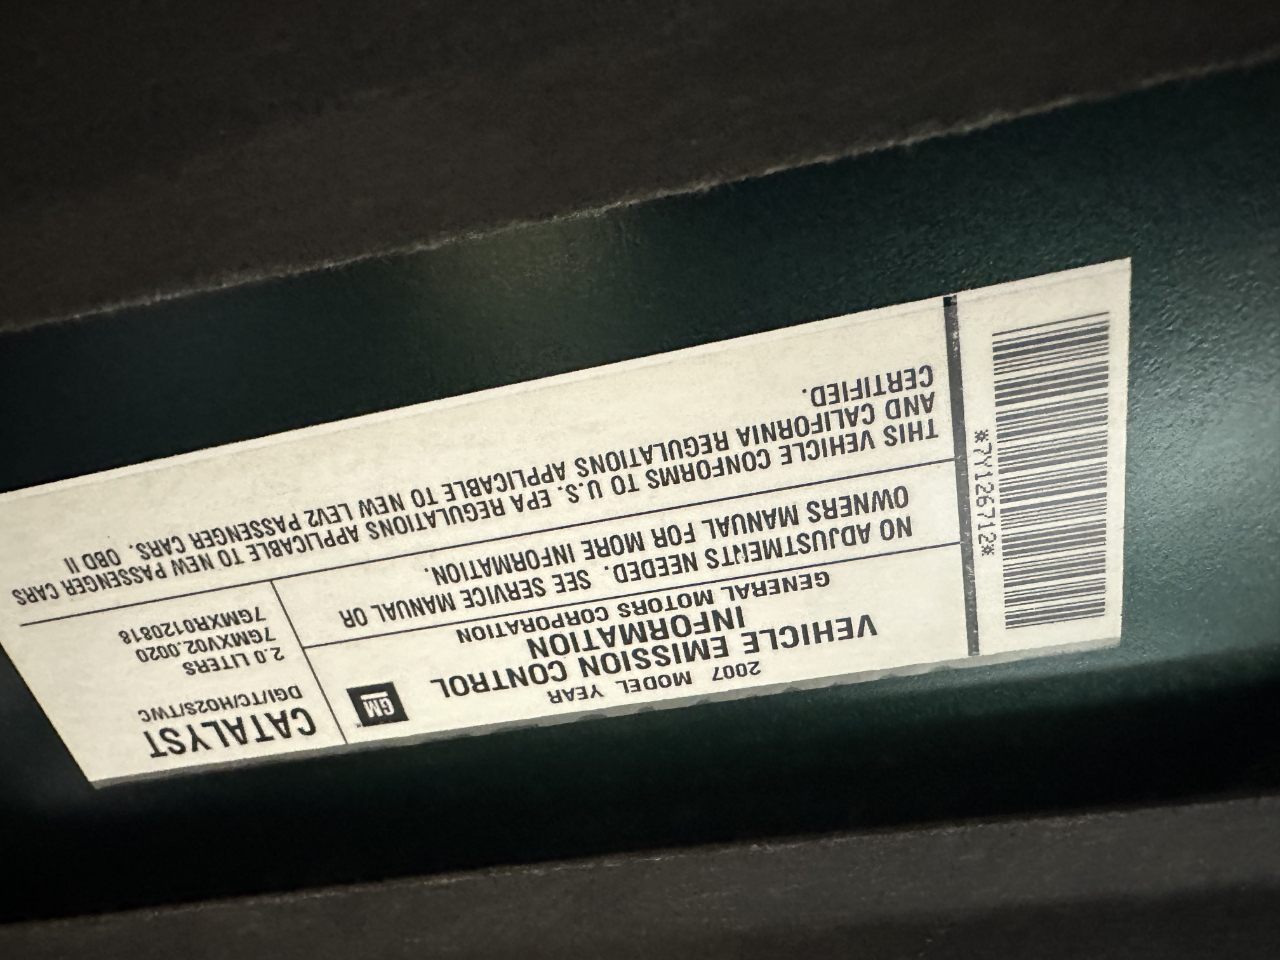 CATALYST
DGI/TC/HO2S/TWC
2.0 LITERS
7GMXV02.0020
7GMXR0120818
GM
2007 MODEL YEAR
VEHICLE EMISSION CONTROL
INFORMATION
GENERAL MOTORS CORPORATION
NO ADJUSTMENTS NEEDED. SEE SERVICE MANUAL OR
OWNERS MANUAL FOR MORE INFORMATION.
THIS VEHICLE CONFORMS TO U.S. EPA REGULATIONS APPLICABLE TO NEW PASSENGER CARS
AND CALIFORNIA REGULATIONS APPLICABLE TO NEW LEV2 PASSENGER CARS. OBD II
CERTIFIED.
*7Y126712*